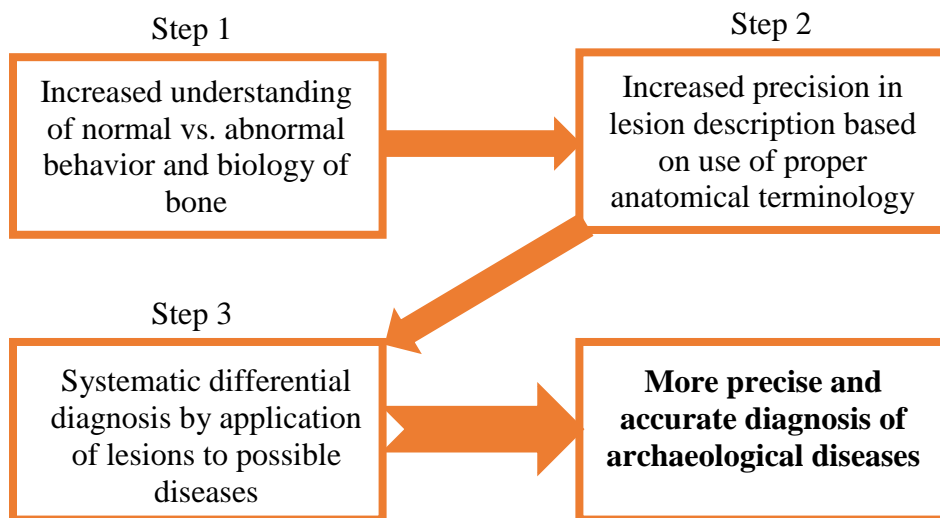 Step 1
Increased understanding
of normal vs. abnormal
behavior and biology of
bone
Step 2
Increased precision in
lesion description based
on use of proper
anatomical terminology
Step 3
Systematic differential
diagnosis by application
of lesions to possible
diseases
More precise and
accurate diagnosis of
archaeological diseases